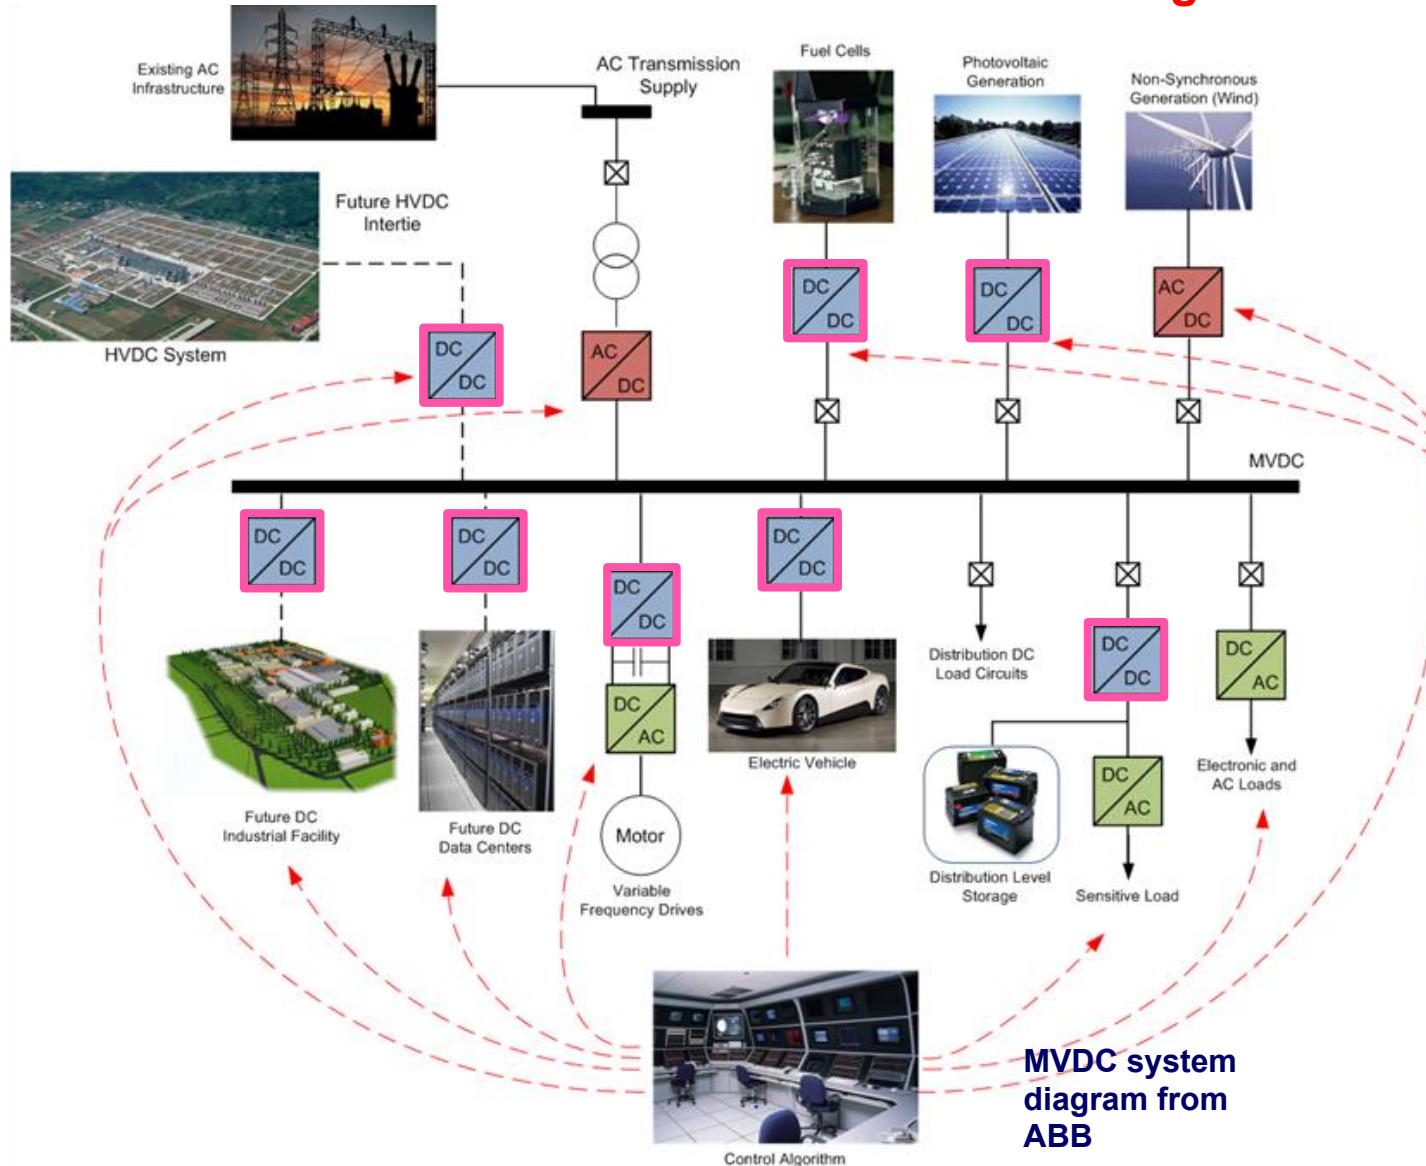 Existing AC
Infrastructure
AC Transmission
Supply
Fuel Cells
Photovoltaic
Generation
Non-Synchronous
Generation (Wind)
Future HVDC
Intertie
HVDC System
DC
DC
AC
DC
DC
DC
DC
DC
AC
DC
MVDC
DC
DC
DC
DC
DC
DC
DC
DC
DC
AC
Motor
Distribution DC
Load Circuits
DC
DC
DC
AC
DC
AC
Future DC
Industrial Facility
Future DC
Data Centers
Variable
Frequency Drives
Electric Vehicle
Distribution Level
Storage
Sensitive Load
Electronic and
AC Loads
Control Algorithm
MVDC system
diagram from
ABB